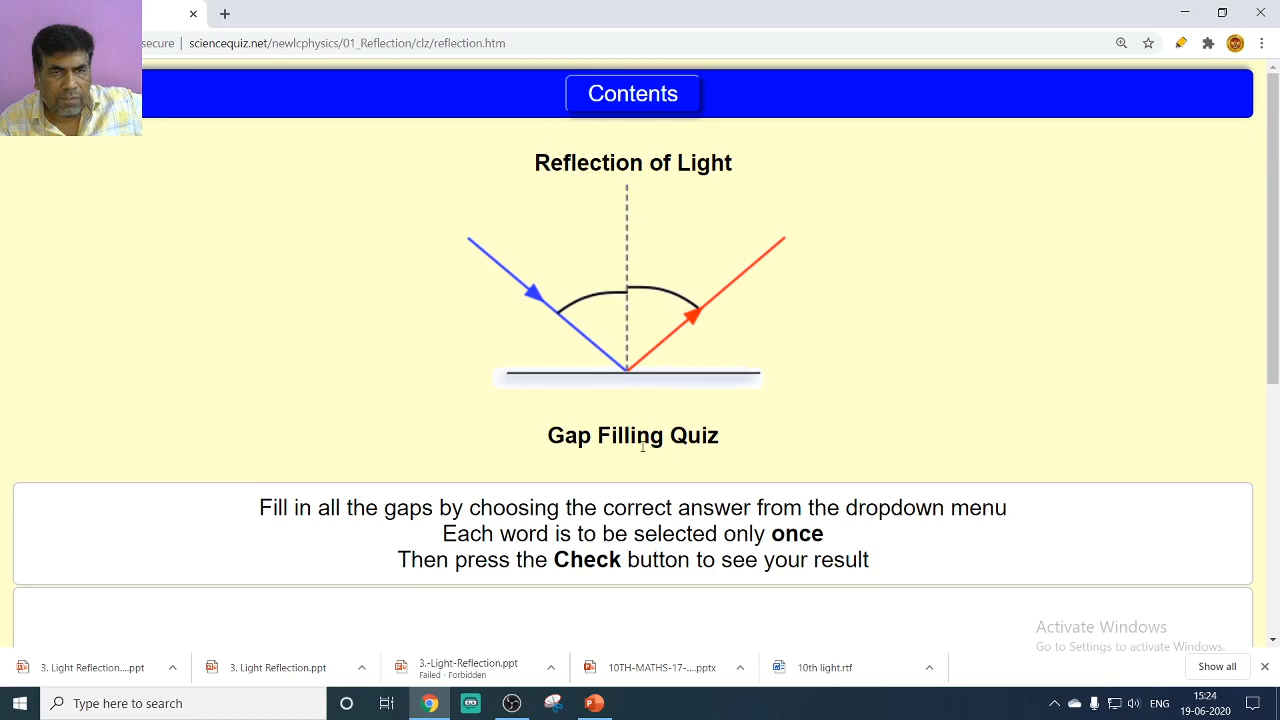 secure
sciencequiz.net/newlcphysics/01_Reflection/clz/reflection.htm
Contents
Reflection of Light
Gap Filling Quiz
Fill in all the gaps by choosing the correct answer from the dropdown menu
Each word is to be selected only once
Then press the Check button to see your result
Activate Windows
Go to Settings to activate Windows.
3. Light Reflection....ppt
3. Light Reflection.ppt
3.-Light-Reflection.ppt
Failed - Forbidden
10TH-MATHS-17-....pptx
10th light.rtf
Show all
Type here to search
ENG
15:24
19-06-2020